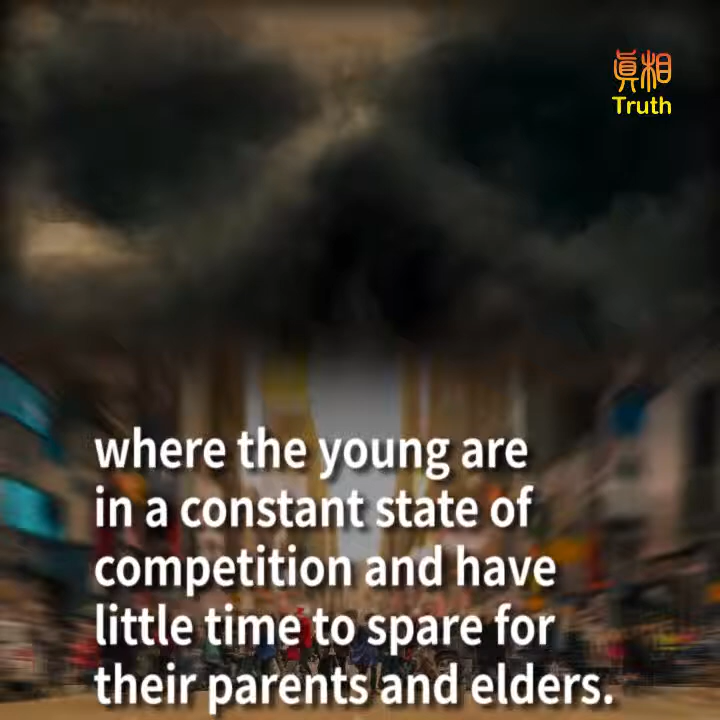 眞相
Truth
where the young are
in a constant state of
competition and have
little time to spare for
their parents and elders.